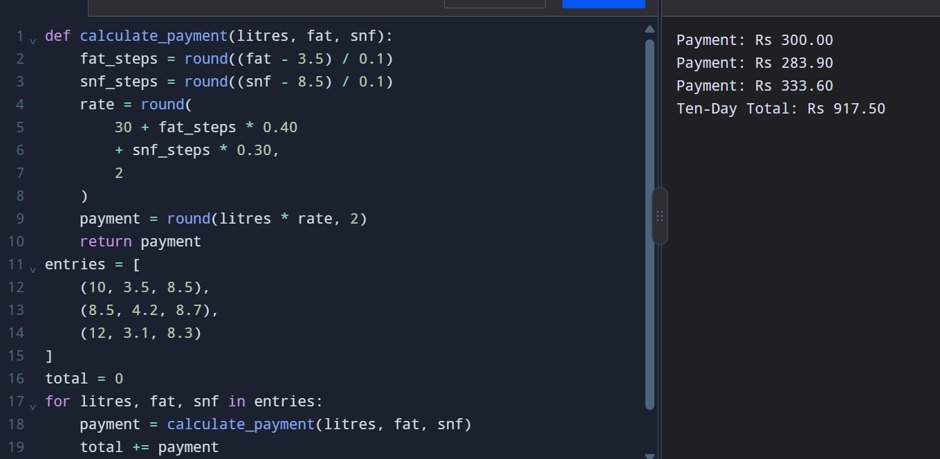 1 def calculate_payment(litres, fat, snf):
2     fat_steps = round((fat - 3.5) / 0.1)
3     snf_steps = round((snf - 8.5) / 0.1)
4     rate = round(
5         30 + fat_steps * 0.40
6         + snf_steps * 0.30,
7         2
8     )
9     payment = round(litres * rate, 2)
10     return payment
11 entries = [
12     (10, 3.5, 8.5),
13     (8.5, 4.2, 8.7),
14     (12, 3.1, 8.3)
15 ]
16 total = 0
17 for litres, fat, snf in entries:
18     payment = calculate_payment(litres, fat, snf)
19     total += payment
Payment: Rs 300.00
Payment: Rs 283.90
Payment: Rs 333.60
Ten-Day Total: Rs 917.50